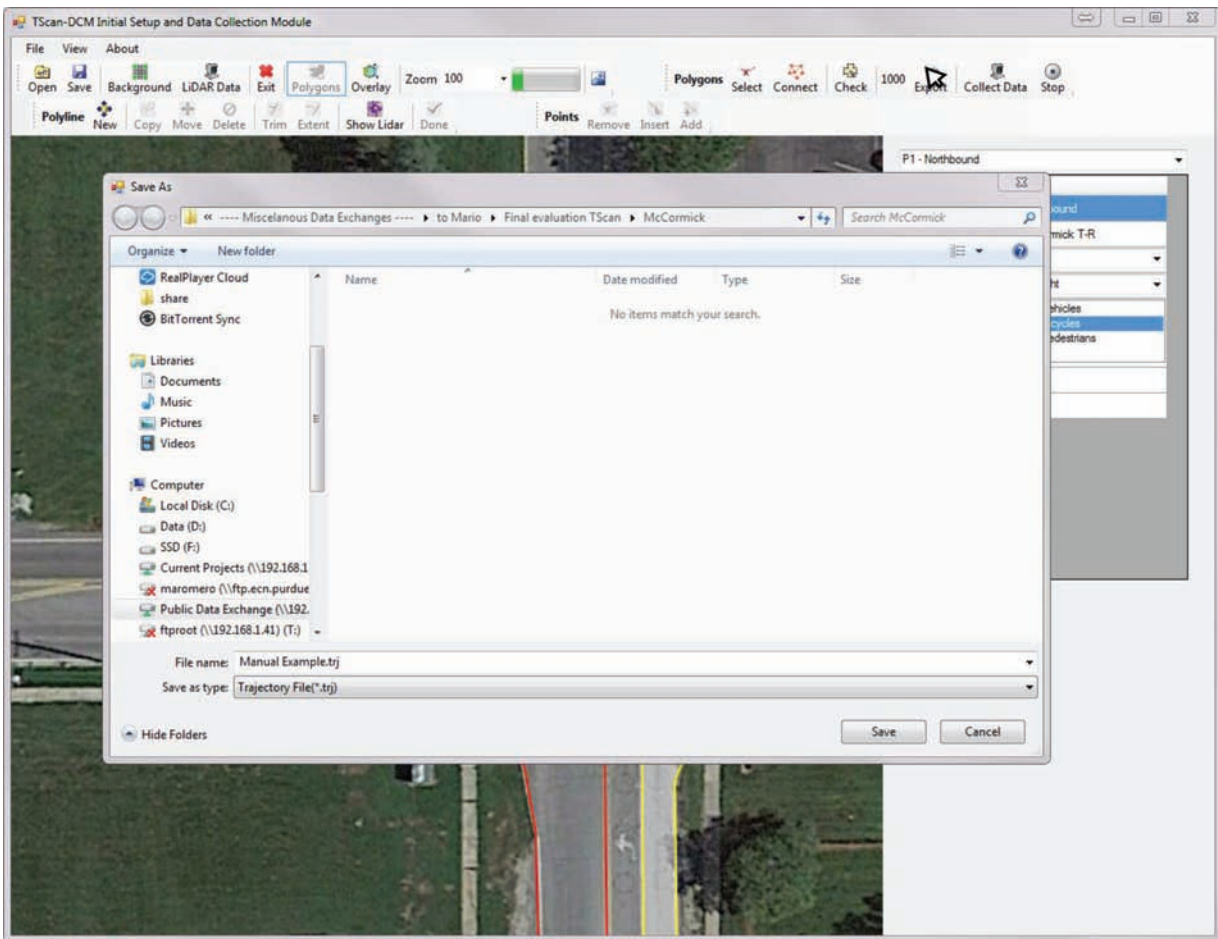 TScan-DCM Initial Setup and Data Collection Module
File View About
Open Save Background LiDAR Data Exit Polygons Overlay Zoom 100 Polygons Select Connect Check 1000 Export Collect Data Stop
Polyline New Copy Move Delete Trim Extent Show Lidar Done Points Remove Insert Add
P1 - Northbound
Save As
« ---- Miscelanous Data Exchanges ---- ▸ to Mario ▸ Final evaluation TScan ▸ McCormick
Search McCormick
ound
mick T-R
ht
ehicles
cycles
edestrians
Organize New folder
Name Date modified Type Size
No items match your search.
RealPlayer Cloud
share
BitTorrent Sync
Libraries
Documents
Music
Pictures
Videos
Computer
Local Disk (C:)
Data (D:)
SSD (F:)
Current Projects (\\192.168.1
maromero (\\ftp.ecn.purdue
Public Data Exchange (\\192.
ftproot (\\192.168.1.41) (T:)
File name: Manual Example.trj
Save as type: Trajectory File(*.trj)
Hide Folders
Save Cancel